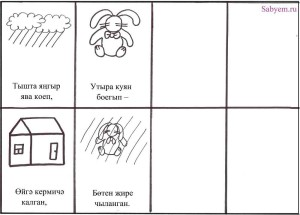 Sabyem.ru
Тышта яңгыр
ява коеп,
Утыра куян
боегып –
Өйгә кермичә
калган,
Бөтен җире
чыланган.